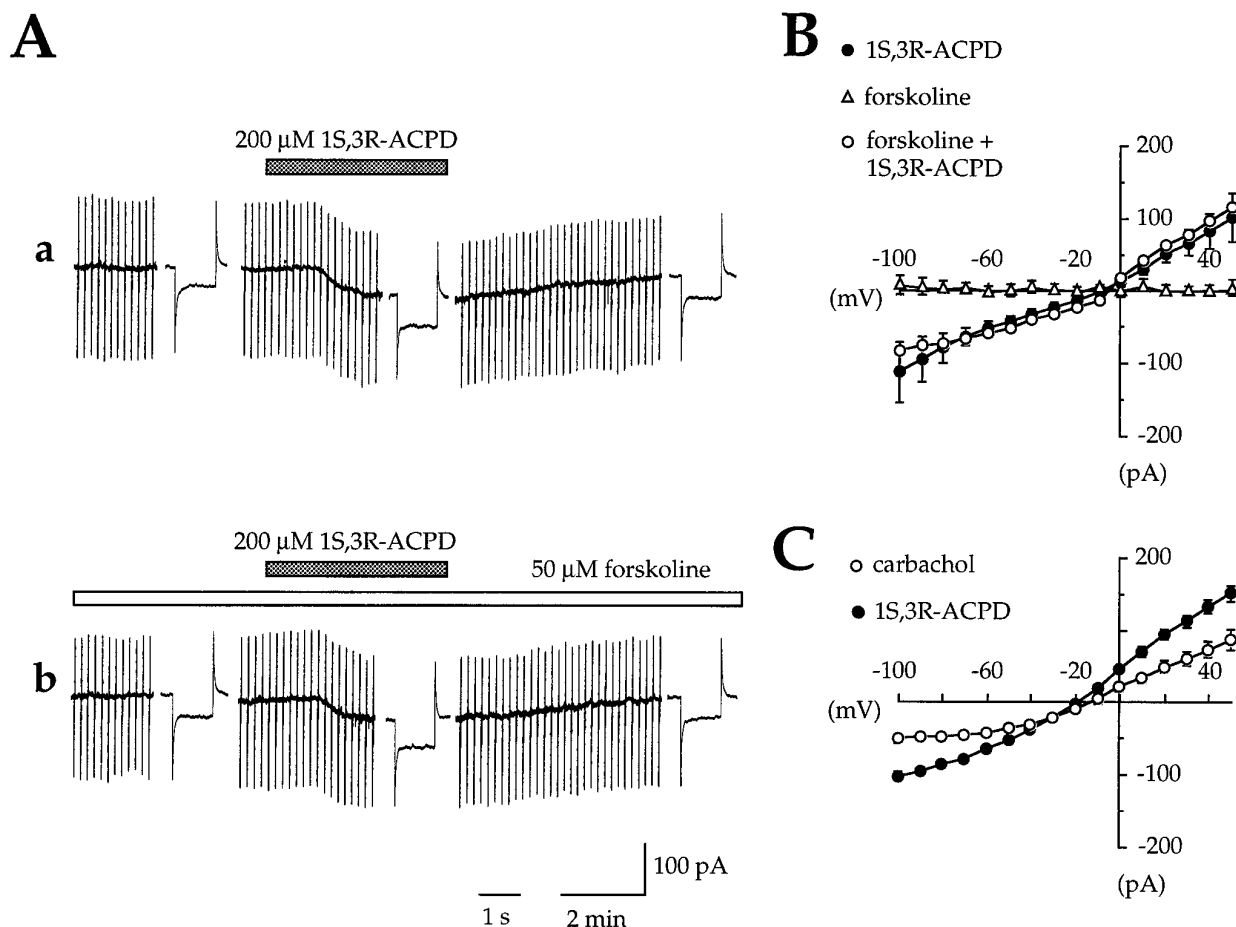 A
200 µM 1S,3R-ACPD
a
200 µM 1S,3R-ACPD
50 µM forskoline
b
100 pA
1 s
2 min
B
1S,3R-ACPD
forskoline
forskoline +
1S,3R-ACPD
200
100
-100
-60
-20
40
(mV)
-100
-200
(pA)
C
carbachol
1S,3R-ACPD
200
-100
-60
-20
40
(mV)
-100
-200
(pA)